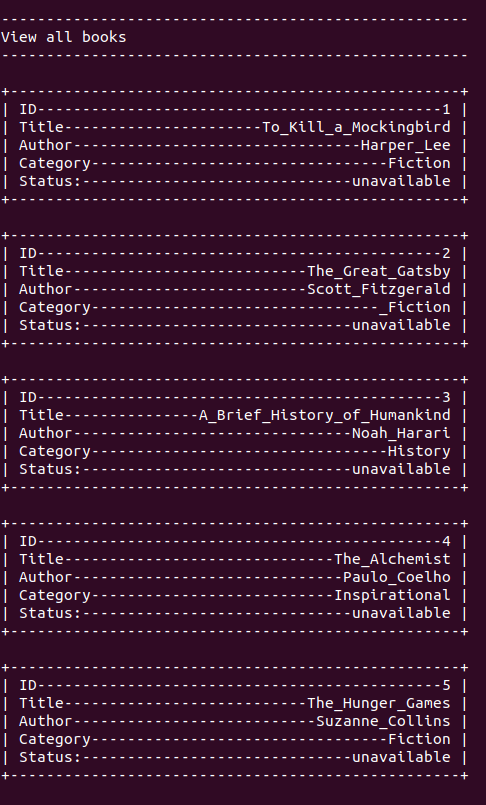 ----------------------------------------------------
View all books
----------------------------------------------------
+--------------------------------------------------+
| ID---------------------------------------------1 |
| Title----------------------To_Kill_a_Mockingbird |
| Author--------------------------------Harper_Lee |
| Category---------------------------------Fiction |
| Status:------------------------------unavailable |
+--------------------------------------------------+
+--------------------------------------------------+
| ID---------------------------------------------2 |
| Title---------------------------The_Great_Gatsby |
| Author--------------------------Scott_Fitzgerald |
| Category--------------------------------_Fiction |
| Status:------------------------------unavailable |
+--------------------------------------------------+
+--------------------------------------------------+
| ID---------------------------------------------3 |
| Title---------------A_Brief_History_of_Humankind |
| Author-------------------------------Noah_Harari |
| Category---------------------------------History |
| Status:------------------------------unavailable |
+--------------------------------------------------+
+--------------------------------------------------+
| ID---------------------------------------------4 |
| Title------------------------------The_Alchemist |
| Author------------------------------Paulo_Coelho |
| Category---------------------------Inspirational |
| Status:------------------------------unavailable |
+--------------------------------------------------+
+--------------------------------------------------+
| ID---------------------------------------------5 |
| Title---------------------------The_Hunger_Games |
| Author---------------------------Suzanne_Collins |
| Category---------------------------------Fiction |
| Status:------------------------------unavailable |
+--------------------------------------------------+